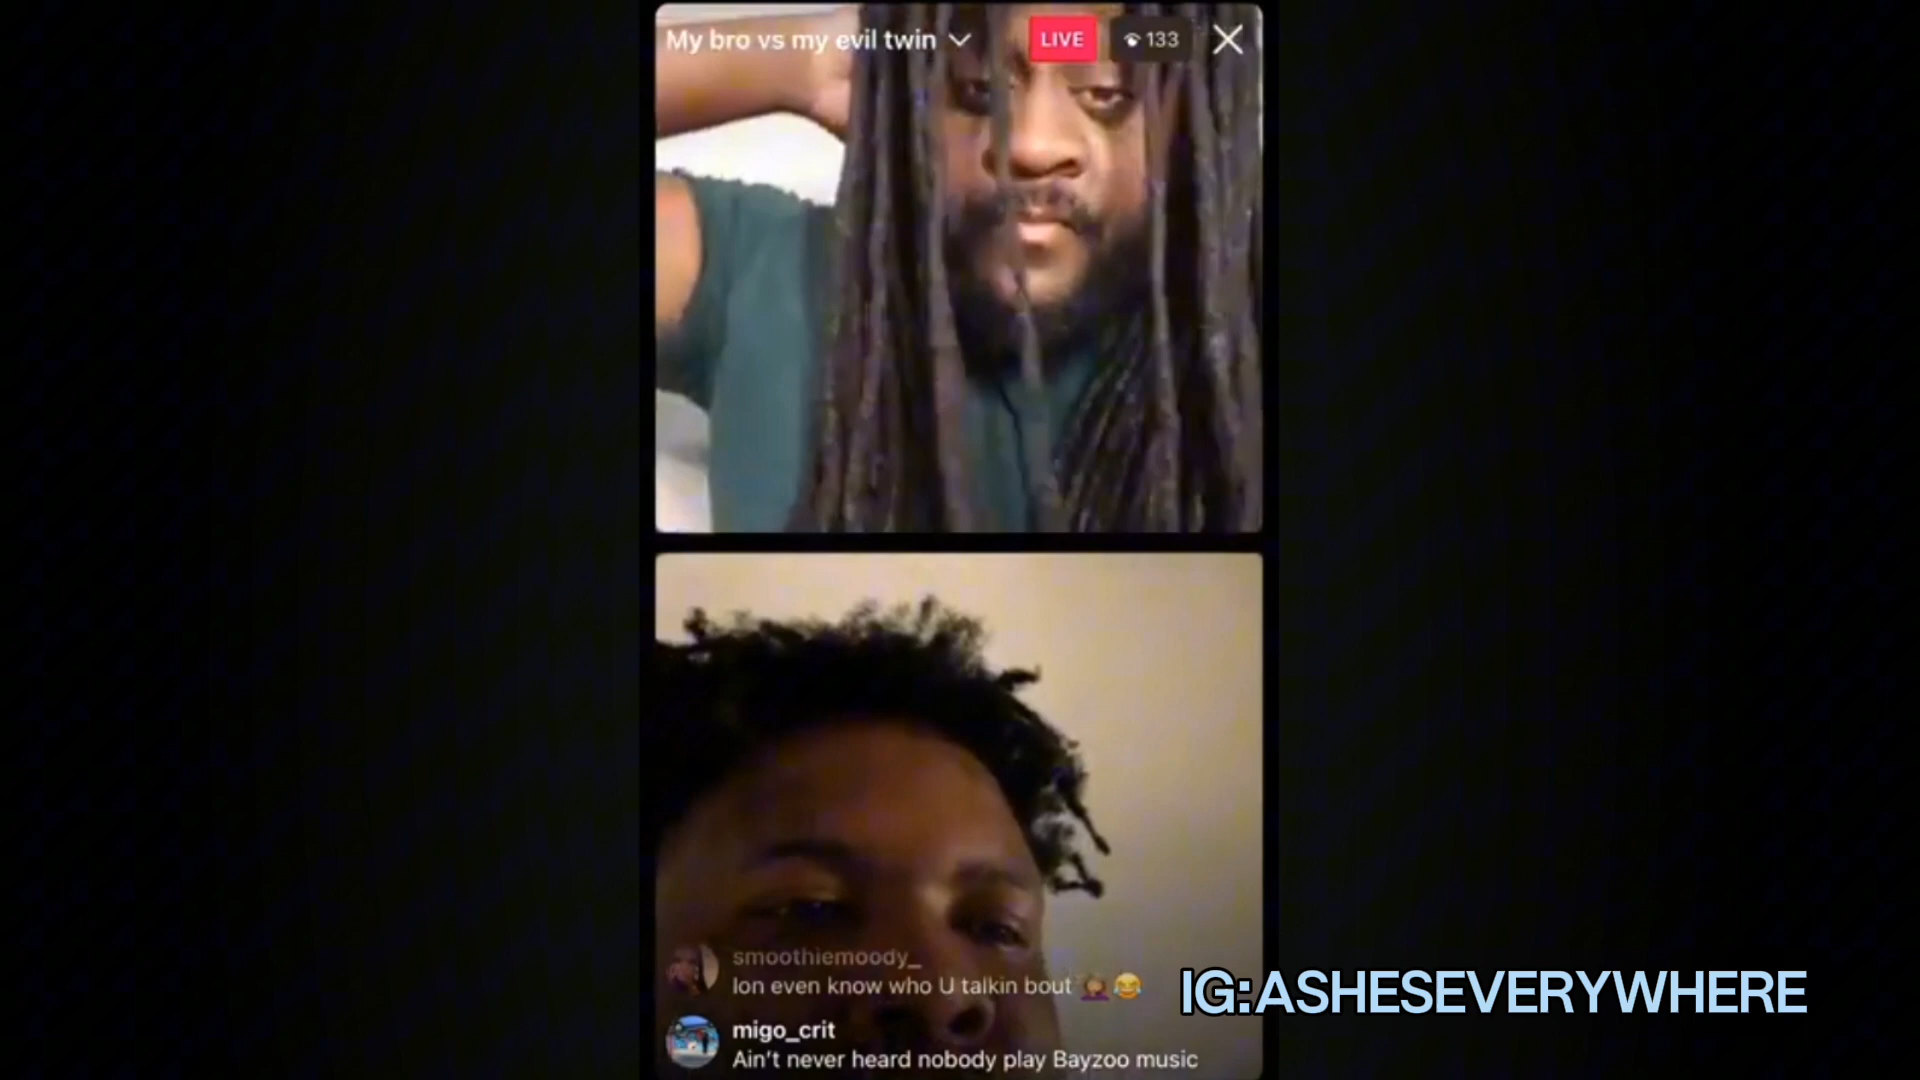 My bro vs my evil twin
LIVE
133
smoothiemoody_
Ion even know who U talkin bout 🤦🏽‍♀️😂
IG:ASHESEVERYWHERE
migo_crit
Ain't never heard nobody play Bayzoo music